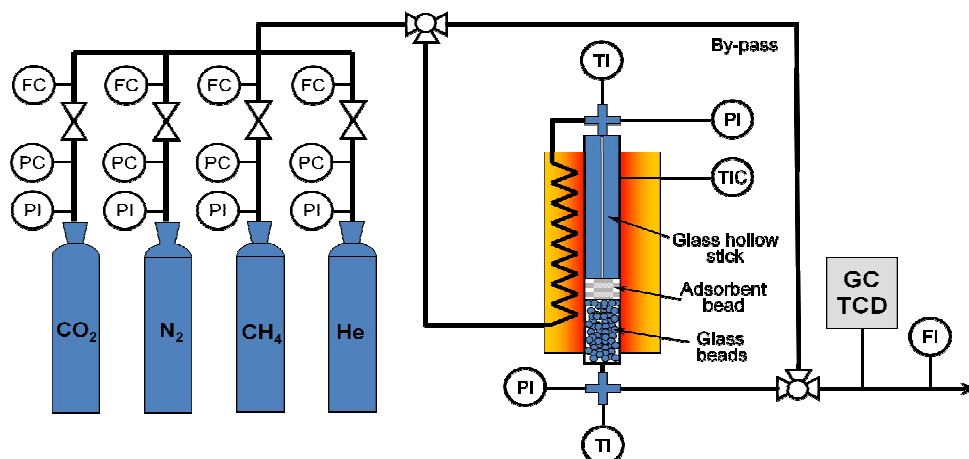 By-pass
TI
FC
FC
FC
FC
PI
PC
PC
PC
PC
TIC
PI
PI
PI
PI
Glass hollow
stick
Adsorbent
bead
GC
TCD
CO₂
N₂
CH₄
He
Glass
beads
FI
PI
TI